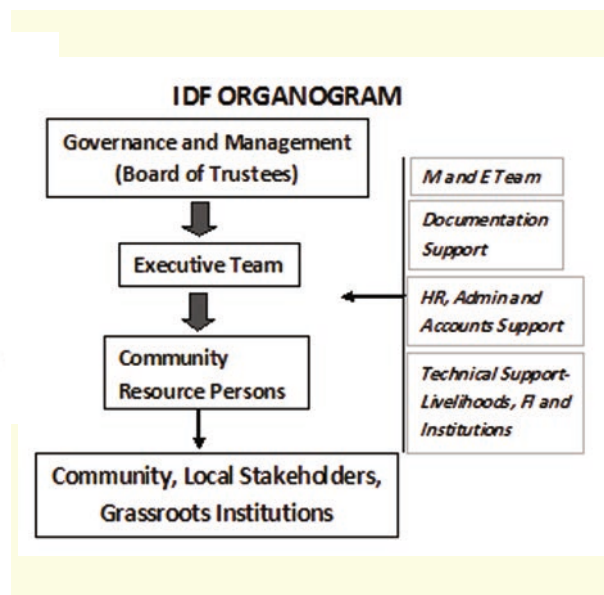 IDF ORGANOGRAM
Governance and Management
(Board of Trustees)
Executive Team
Community
Resource Persons
Community, Local Stakeholders,
Grassroots Institutions
M and E Team
Documentation
Support
HR, Admin and
Accounts Support
Technical Support-
Livelihoods, FI and
Institutions